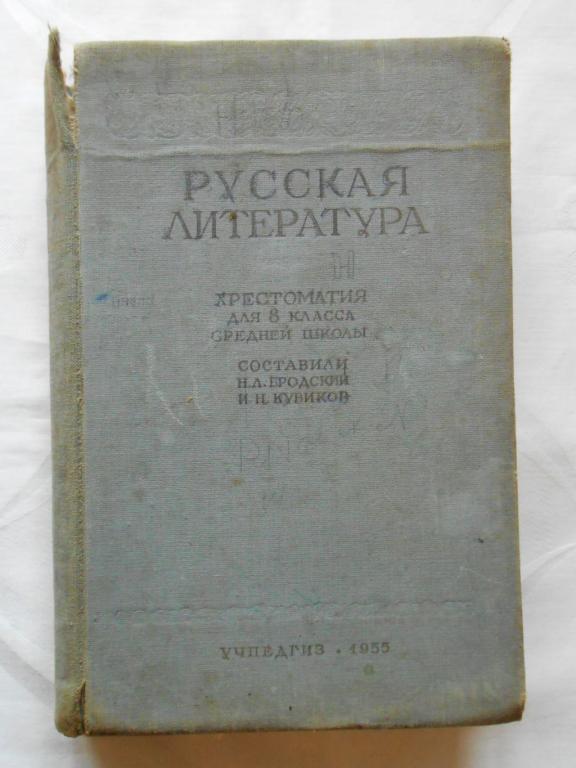 РУССКАЯ
ЛИТЕРАТУРА
ХРЕСТОМАТИЯ
ДЛЯ 8 КЛАССА
СРЕДНЕЙ ШКОЛЫ
СОСТАВИЛИ
Н.Л.БРОДСКИЙ
И.Н.КУБИКОВ
УЧПЕДГИЗ • 1955